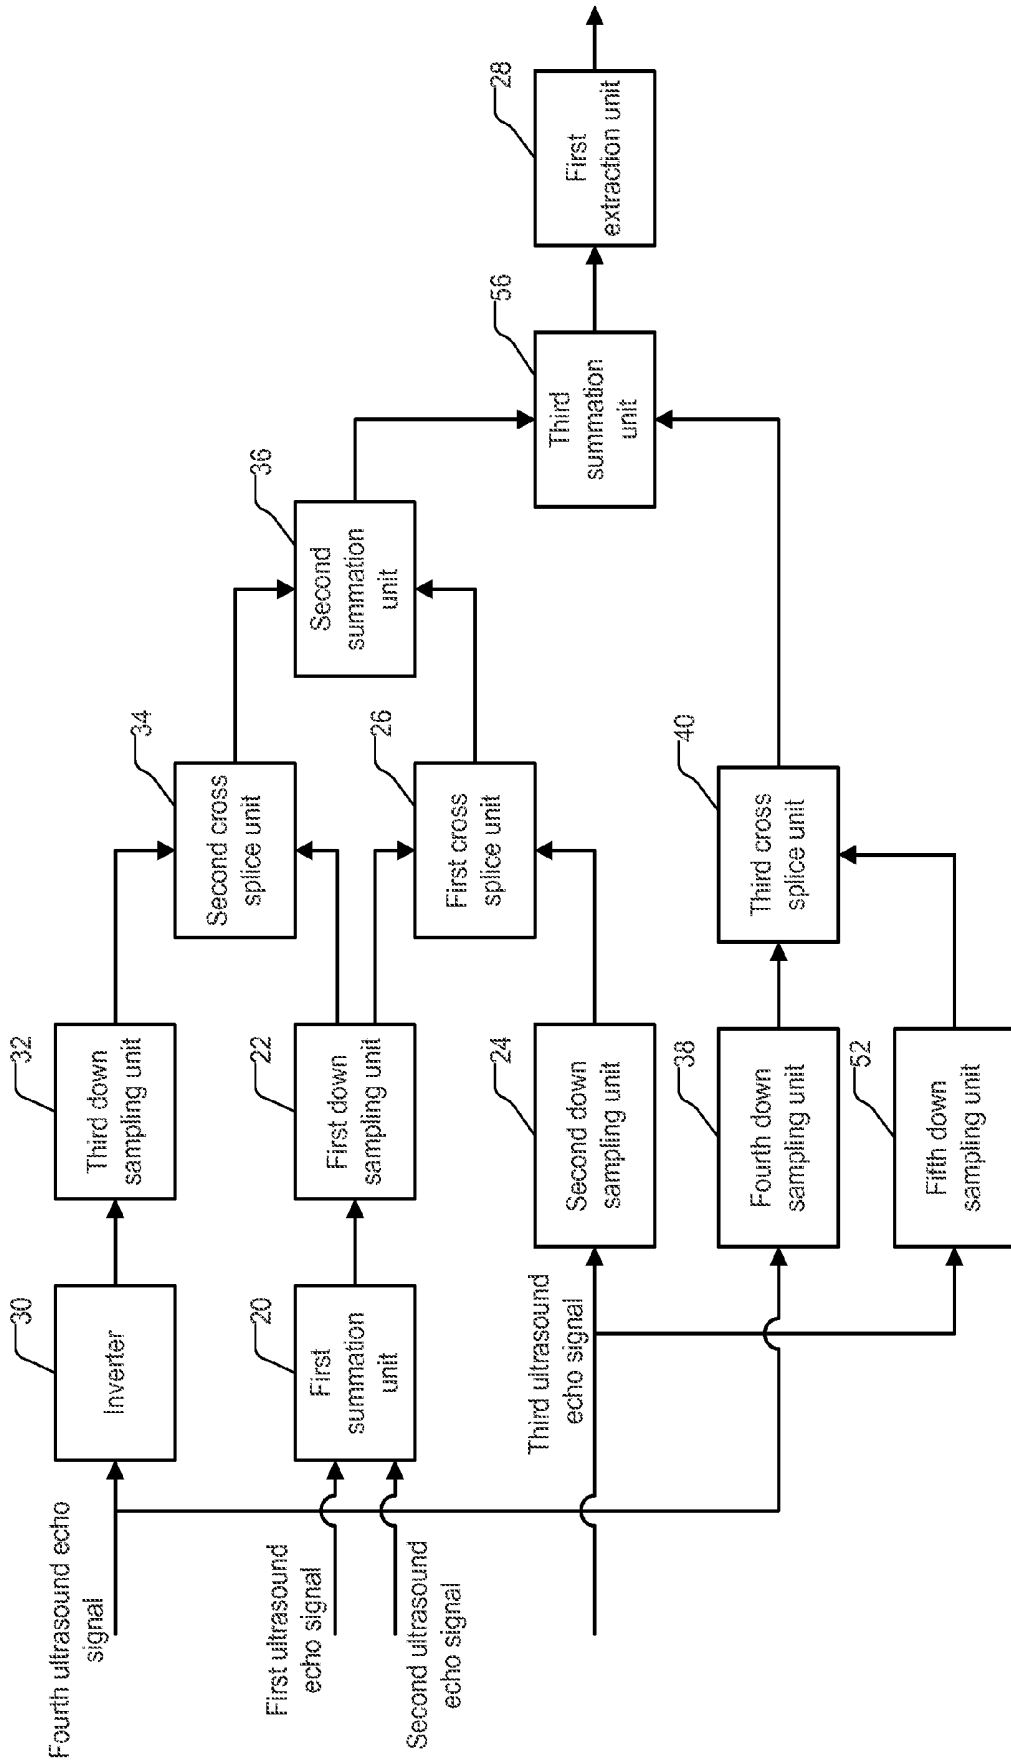 Fourth ultrasound echo
signal
First ultrasound
echo signal
Second ultrasound
echo signal
Third ultrasound
echo signal
30
Inverter
20
First
summation
unit
32
Third down
sampling unit
22
First down
sampling unit
24
Second down
sampling unit
38
Fourth down
sampling unit
52
Fifth down
sampling unit
34
Second cross
splice unit
26
First cross
splice unit
40
Third cross
splice unit
36
Second
summation
unit
56
Third
summation
unit
28
First
extraction unit